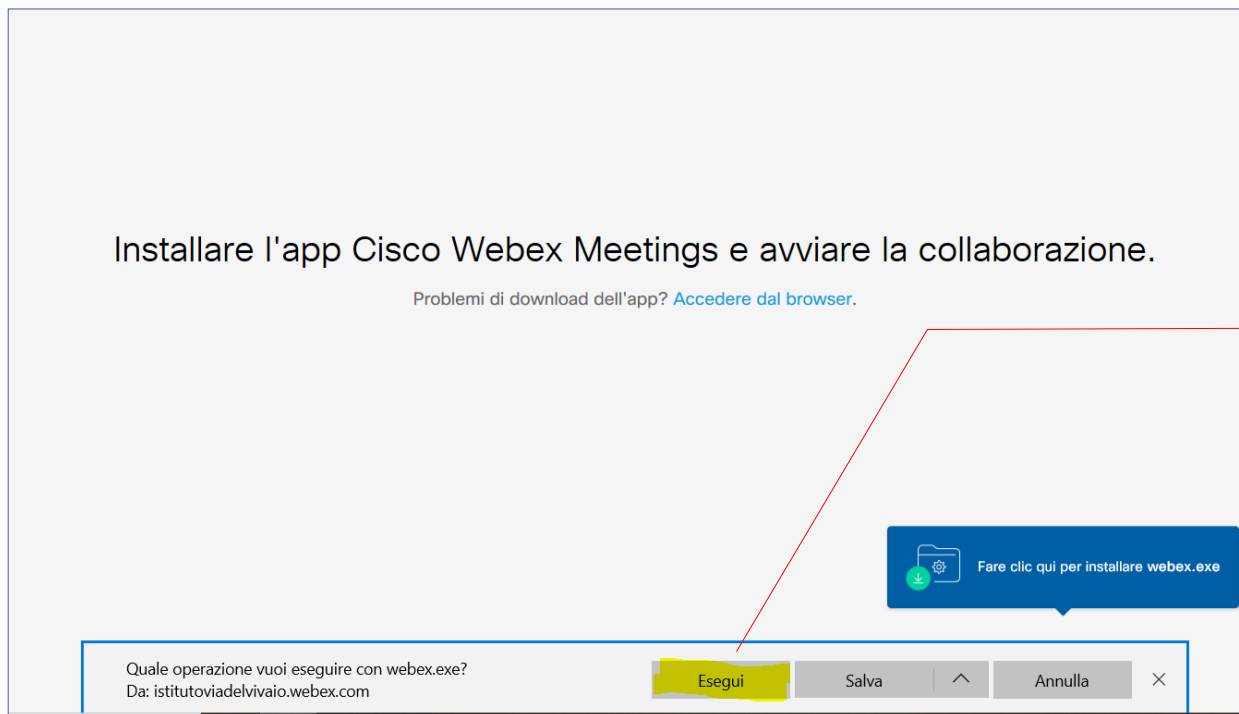 Installare l'app Cisco Webex Meetings e avviare la collaborazione.
Problemi di download dell'app? Accedere dal browser.
Fare clic qui per installare webex.exe
Quale operazione vuoi eseguire con webex.exe?
Da: istitutoviadelvivaio.webex.com
Esegui
Salva
Annulla